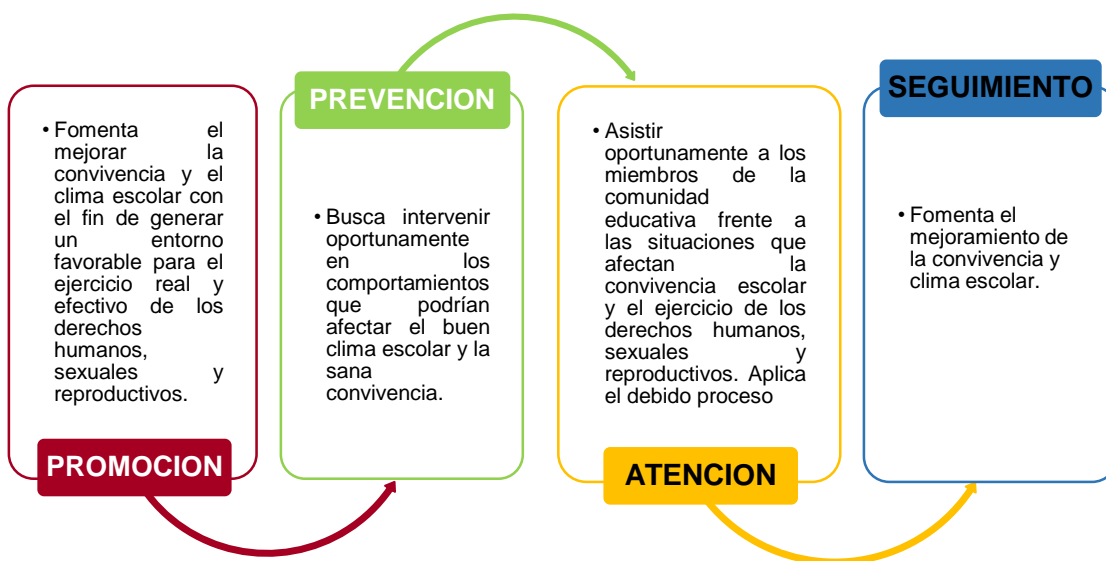 • Fomenta el
mejorar la
convivencia y el
clima escolar con
el fin de generar
un entorno
favorable para el
ejercicio real y
efectivo de los
derechos
humanos,
sexuales y
reproductivos.
PROMOCION
PREVENCION
• Busca intervenir
oportunamente
en los
comportamientos
que podrían
afectar el buen
clima escolar y la
sana
convivencia.
• Asistir
oportunamente a los
miembros de la
comunidad
educativa frente a
las situaciones que
afectan la
convivencia escolar
y el ejercicio de los
derechos humanos,
sexuales y
reproductivos. Aplica
el debido proceso
ATENCION
SEGUIMIENTO
• Fomenta el
mejoramiento de
la convivencia y
clima escolar.